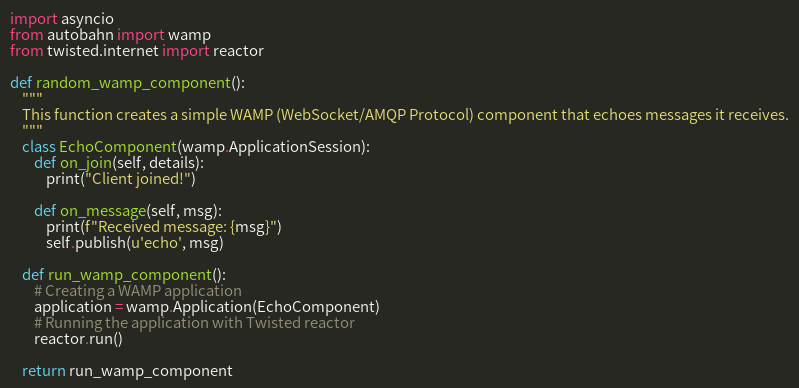 import asyncio
from autobahn import wamp
from twisted.internet import reactor

def random_wamp_component():
    """
    This function creates a simple WAMP (WebSocket/AMQP Protocol) component that echoes messages it receives.
    """
    class EchoComponent(wamp.ApplicationSession):
        def on_join(self, details):
            print("Client joined!")

        def on_message(self, msg):
            print(f"Received message: {msg}")
            self.publish(u'echo', msg)

    def run_wamp_component():
        # Creating a WAMP application
        application = wamp.Application(EchoComponent)
        # Running the application with Twisted reactor
        reactor.run()

    return run_wamp_component